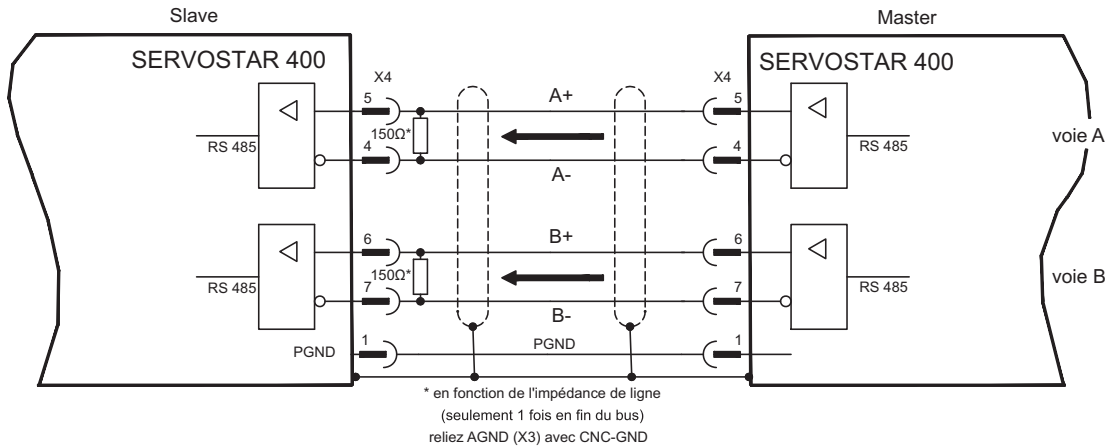 Slave
Master
SERVOSTAR 400
SERVOSTAR 400
X4
X4
5
A+
5
150Ω*
RS 485
RS 485
voie A
4
4
A-
6
B+
6
150Ω*
RS 485
RS 485
voie B
7
7
B-
PGND
1
PGND
1
* en fonction de l'impédance de ligne
(seulement 1 fois en fin du bus)
reliez AGND (X3) avec CNC-GND